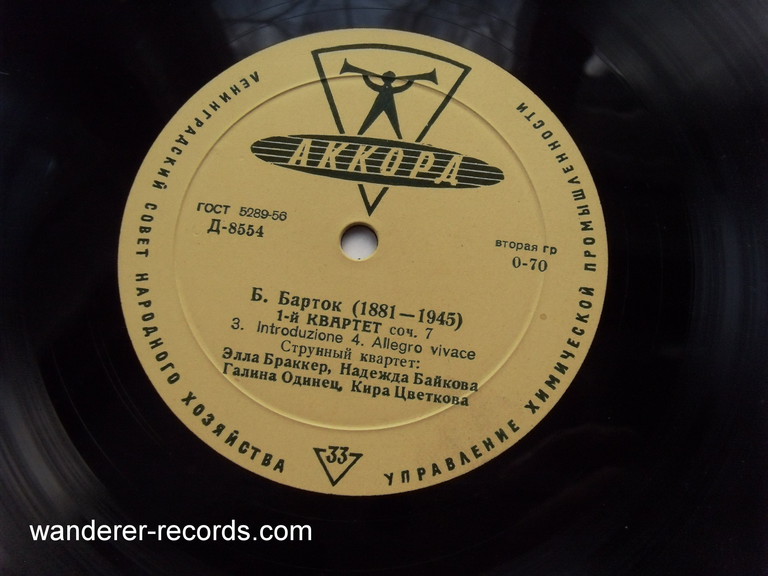 ЛЕНИНГРАДСКИЙ СОВЕТ НАРОДНОГО ХОЗЯЙСТВА
УПРАВЛЕНИЕ ХИМИЧЕСКОЙ ПРОМЫШЛЕННОСТИ
АККОРД
ГОСТ 5289-56
Д-8554
вторая гр
0-70
Б. Барток (1881—1945)
1-й КВАРТЕТ соч. 7
3. Introduzione 4. Allegro vivace
Струнный квартет:
Элла Браккер, Надежда Байкова
Галина Одинец, Кира Цветкова
33
wanderer-records.com